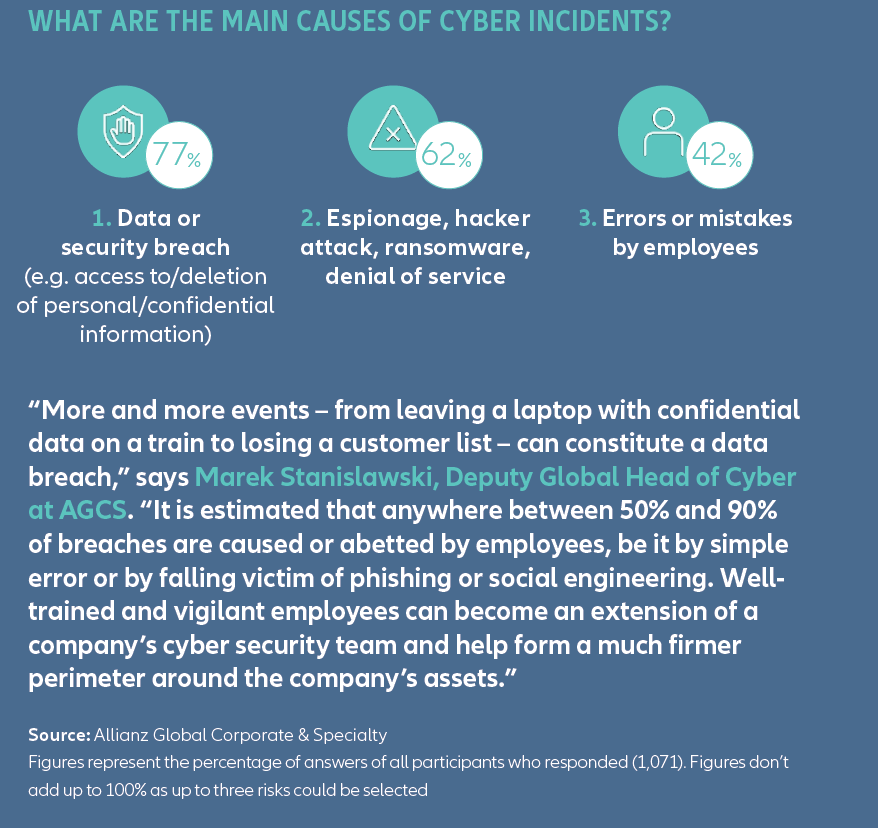 WHAT ARE THE MAIN CAUSES OF CYBER INCIDENTS?
77%
1. Data or
security breach
(e.g. access to/deletion
of personal/confidential
information)
62%
2. Espionage, hacker
attack, ransomware,
denial of service
42%
3. Errors or mistakes
by employees
“More and more events – from leaving a laptop with confidential
data on a train to losing a customer list – can constitute a data
breach,” says Marek Stanislawski, Deputy Global Head of Cyber
at AGCS. “It is estimated that anywhere between 50% and 90%
of breaches are caused or abetted by employees, be it by simple
error or by falling victim of phishing or social engineering. Well-
trained and vigilant employees can become an extension of a
company’s cyber security team and help form a much firmer
perimeter around the company’s assets.”
Source: Allianz Global Corporate & Specialty
Figures represent the percentage of answers of all participants who responded (1,071). Figures don’t
add up to 100% as up to three risks could be selected